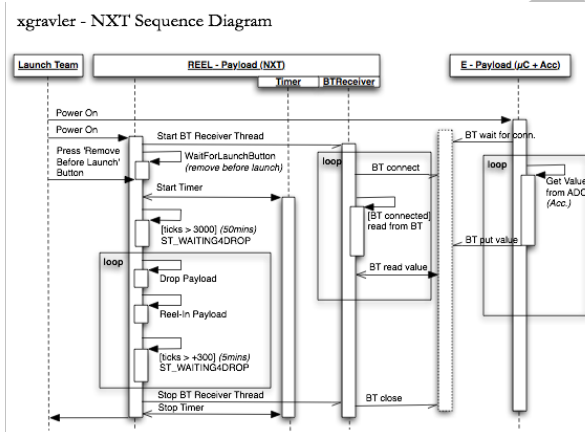 xgravler - NXT Sequence Diagram
Launch Team
REEL - Payload (NXT)
E - Payload (µC + Acc)
Timer
BTReceiver
Power On
Power On
Start BT Receiver Thread
BT wait for conn.
Press 'Remove
Before Launch'
Button
WaitForLaunchButton
(remove before launch)
loop
BT connect
loop
Get Value
from ADC
(Acc.)
Start Timer
[ticks > 3000] (50mins)
ST_WAITING4DROP
[BT connected]
read from BT
BT put value
loop
Drop Payload
BT read value
Reel-In Payload
[ticks > +300] (5mins)
ST_WAITING4DROP
Stop BT Receiver Thread
BT close
Stop Timer